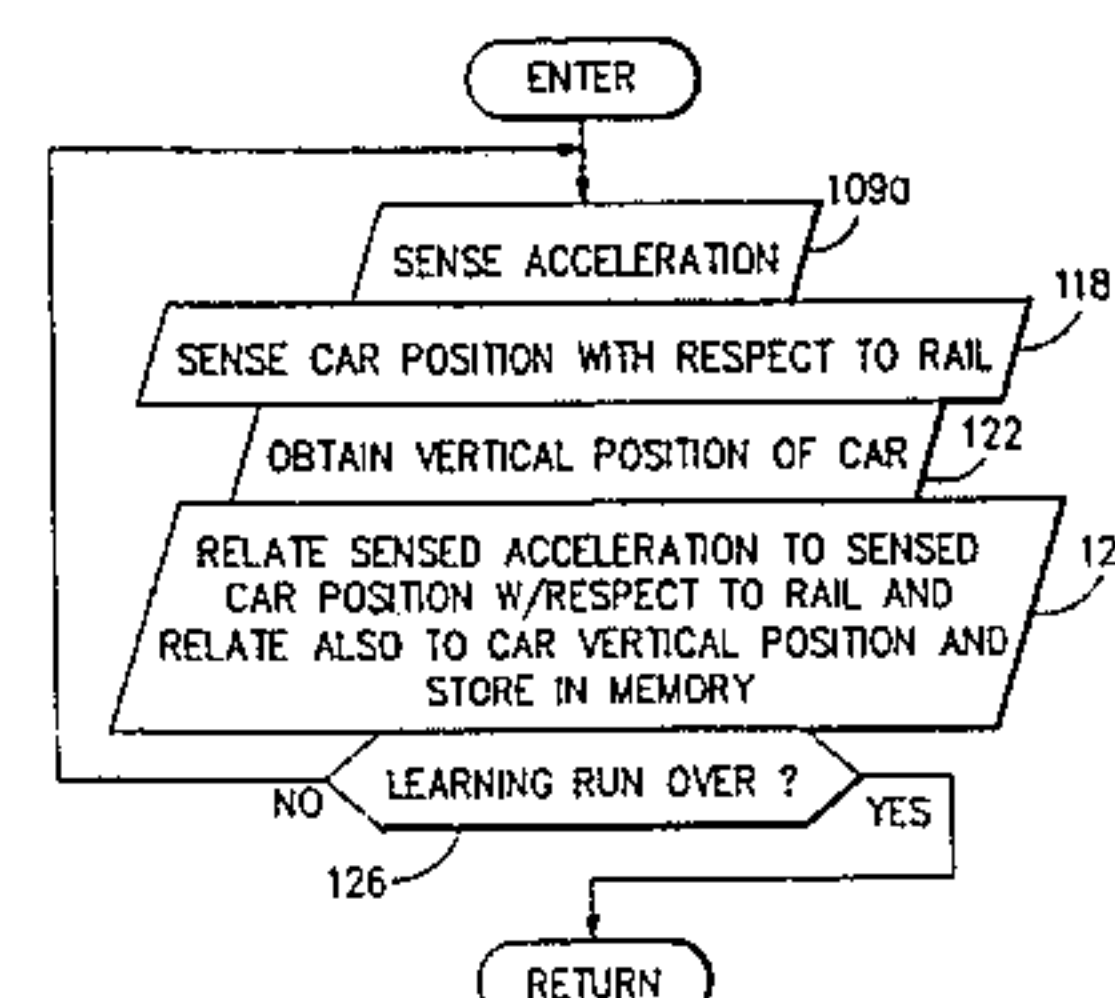 ENTER
109a
SENSE ACCELERATION
118
SENSE CAR POSITION WITH RESPECT TO RAIL
122
OBTAIN VERTICAL POSITION OF CAR
RELATE SENSED ACCELERATION TO SENSED
CAR POSITION W/RESPECT TO RAIL AND
RELATE ALSO TO CAR VERTICAL POSITION AND
STORE IN MEMORY
LEARNING RUN OVER ?
NO
YES
126
RETURN